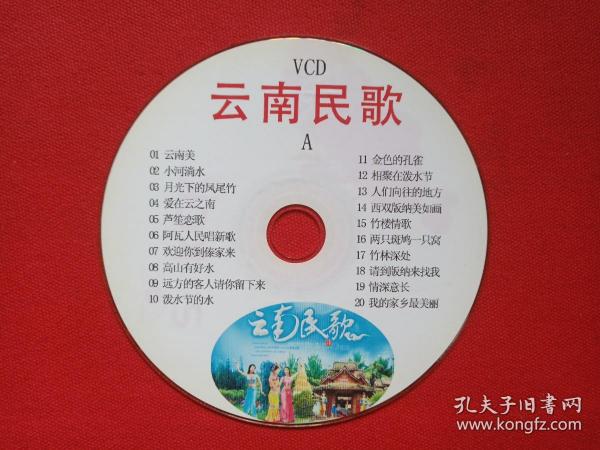 VCD
云南民歌
A
01 云南美
02 小河淌水
03 月光下的凤尾竹
04 爱在云之南
05 芦笙恋歌
06 阿瓦人民唱新歌
07 欢迎你到傣家来
08 高山有好水
09 远方的客人请你留下来
10 泼水节的水
11 金色的孔雀
12 相聚在泼水节
13 人们向往的地方
14 西双版纳美如画
15 竹楼情歌
16 两只斑鸠一只窝
17 竹林深处
18 请到版纳来找我
19 情深意长
20 我的家乡最美丽
云南民歌
孔夫子旧书网
www.kongfz.com